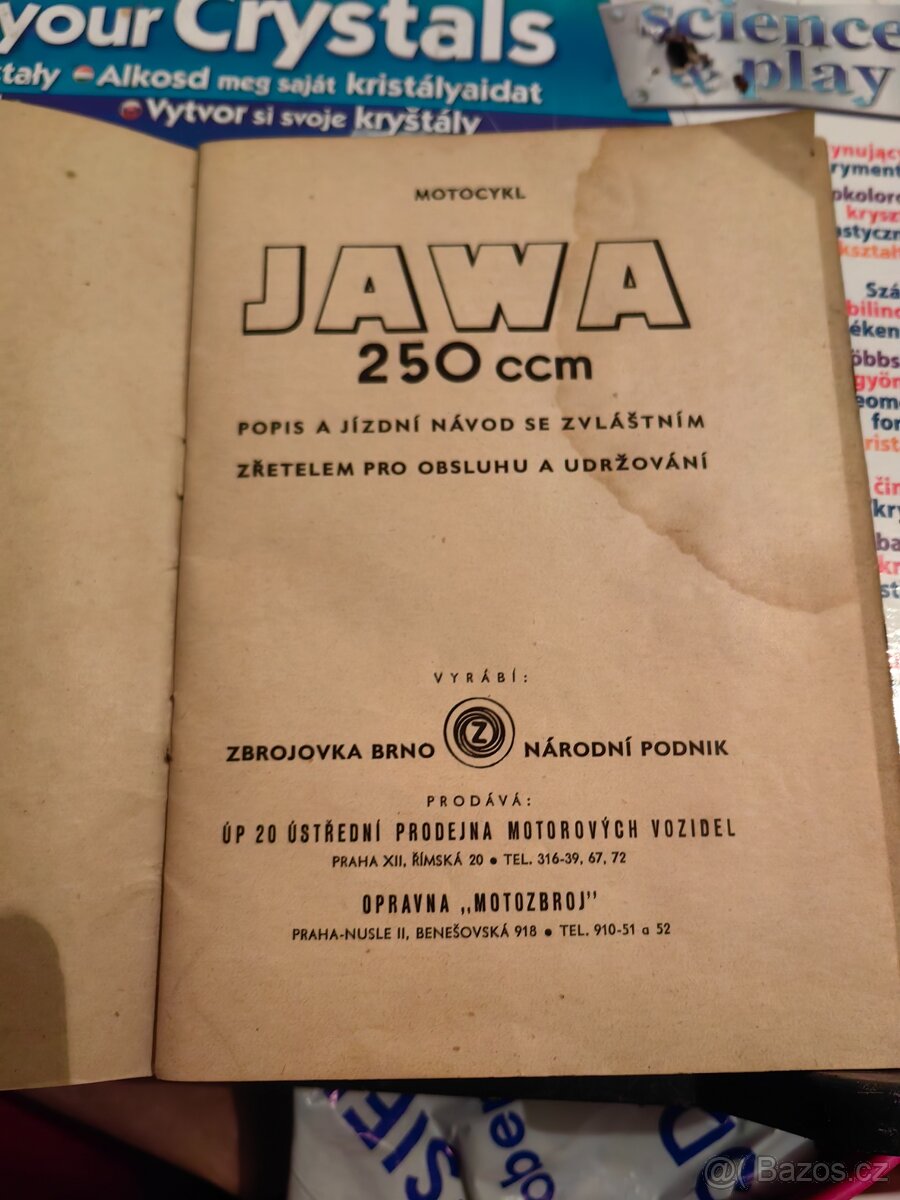 your Crystals
science
& play
Alkosd meg saját kristályaidat
Vytvor si svoje kryštály
MOTOCYKL
JAWA
250 ccm
POPIS A JÍZDNÍ NÁVOD SE ZVLÁŠTNÍM
ZŘETELEM PRO OBSLUHU A UDRŽOVÁNÍ
VYRÁBÍ:
ZBROJOVKA BRNO Z NÁRODNÍ PODNIK
PRODÁVÁ:
ÚP 20 ÚSTŘEDNÍ PRODEJNA MOTOROVÝCH VOZIDEL
PRAHA XII, ŘÍMSKÁ 20 • TEL. 316-39, 67, 72
OPRAVNA „MOTOZBROJ"
PRAHA-NUSLE II, BENEŠOVSKÁ 918 • TEL. 910-51 a 52
@ Bazos.cz